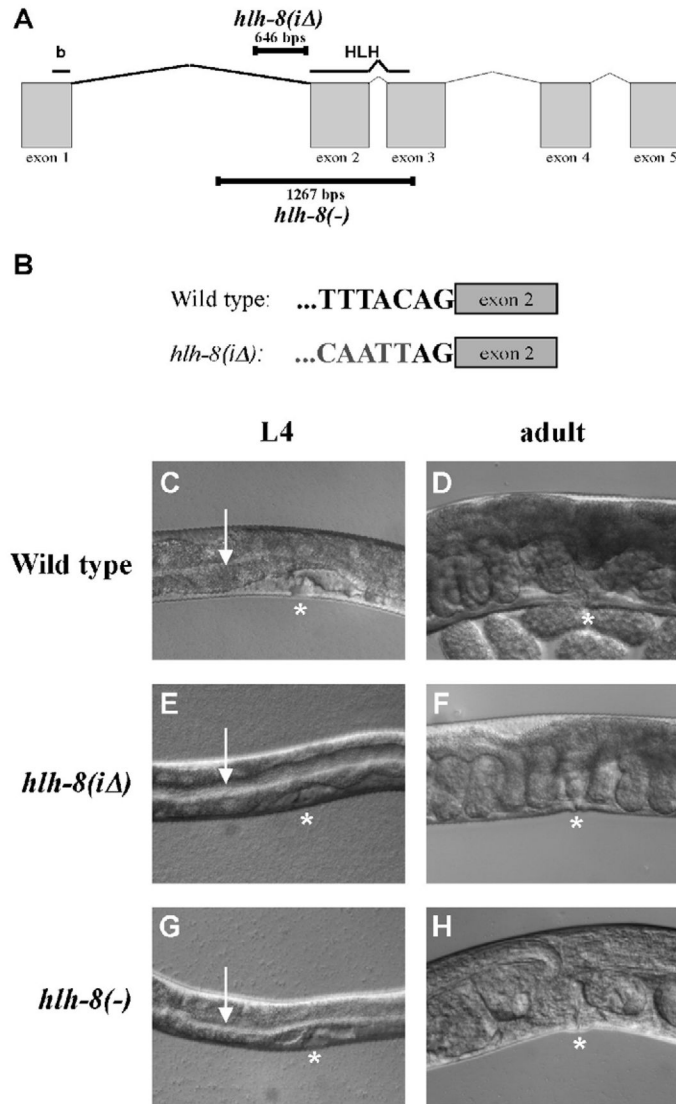 A
hlh-8(iΔ)
646 bps
b
HLH
exon 1
exon 2
exon 3
exon 4
exon 5
1267 bps
hlh-8(-)
B
Wild type: ...TTTACAG exon 2
hlh-8(iΔ): ...CAATTAG exon 2
L4 adult
Wild type
C
*
D
*
hlh-8(iΔ)
E
*
F
*
hlh-8(-)
G
*
H
*